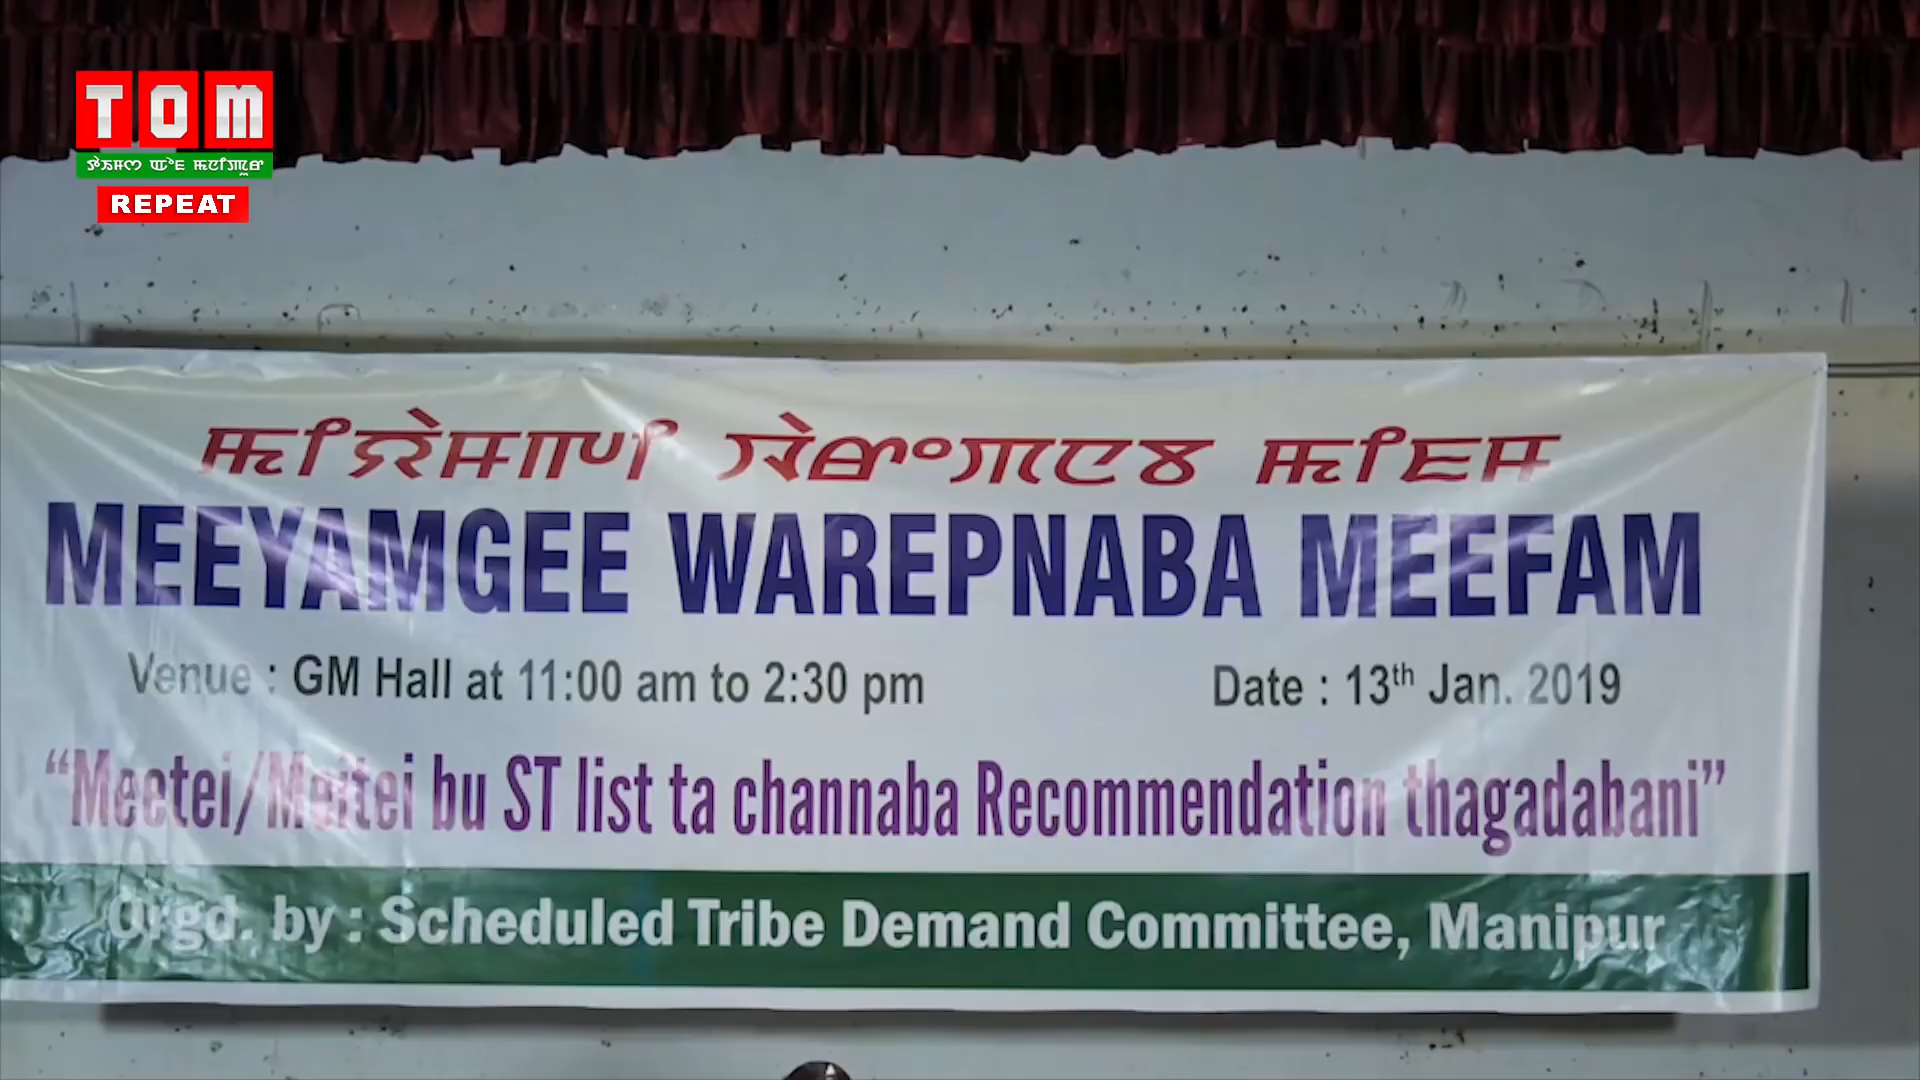 TOM
REPEAT
MEEYAMGEE WAREPNABA MEEFAM
Venue : GM Hall at 11:00 am to 2:30 pm
Date : 13th Jan. 2019
“Meetei/Meitei bu ST list ta channaba Recommendation thagadabani”
Orgd. by : Scheduled Tribe Demand Committee, Manipur